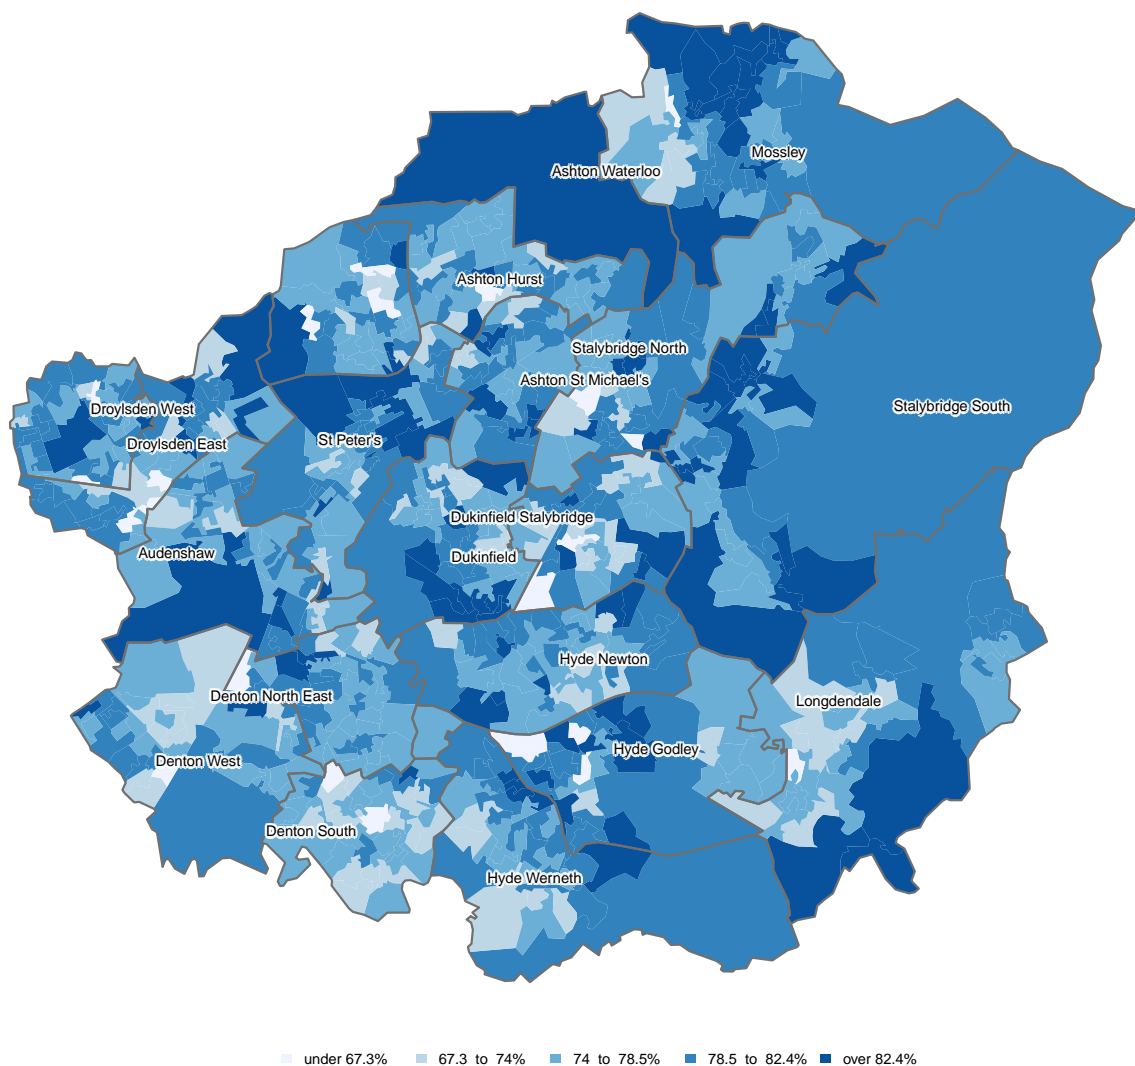 Mossley
Ashton Waterloo
Ashton Hurst
Stalybridge North
Ashton St Michael's
Stalybridge South
Droylsden West
Droylsden East
St Peter's
Dukinfield Stalybridge
Audenshaw
Dukinfield
Hyde Newton
Denton North East
Longdendale
Hyde Godley
Denton West
Denton South
Hyde Werneth
under 67.3% 67.3 to 74% 74 to 78.5% 78.5 to 82.4% over 82.4%